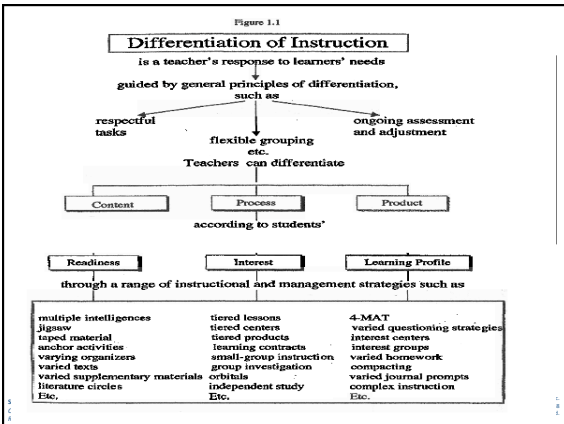 Figure 1.1
Differentiation of Instruction
is a teacher's response to learners' needs
guided by general principles of differentiation,
such as
respectful
tasks
flexible grouping
etc.
ongoing assessment
and adjustment
Teachers can differentiate
Content
Process
Product
according to students'
Readiness
Interest
Learning Profile
through a range of instructional and management strategies such as
multiple intelligences
jigsaw
taped material
anchor activities
varying organizers
varied texts
varied supplementary materials
literature circles
Etc.
tiered lessons
tiered centers
tiered products
learning contracts
small-group instruction
group investigation
orbitals
independent study
Etc.
4-MAT
varied questioning strategies
interest centers
interest groups
varied homework
compacting
varied journal prompts
complex instruction
Etc.